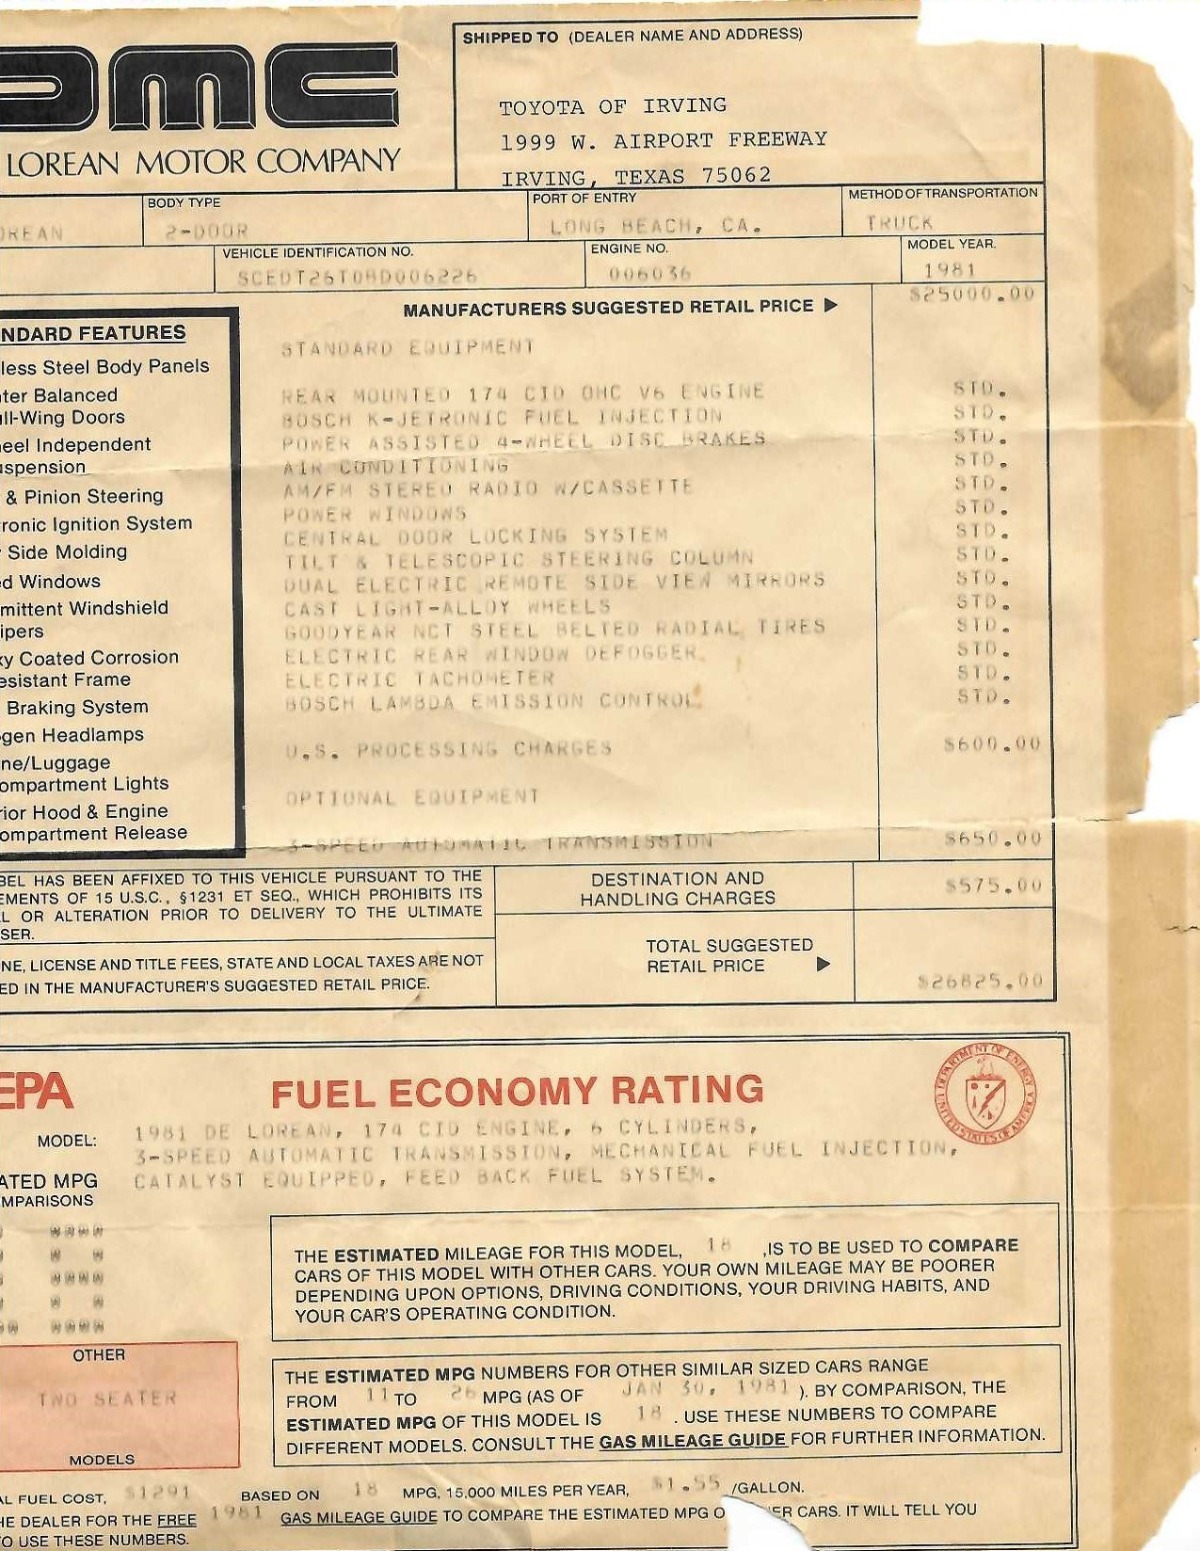 DMC
LOREAN MOTOR COMPANY
SHIPPED TO (DEALER NAME AND ADDRESS)
TOYOTA OF IRVING
1999 W. AIRPORT FREEWAY
IRVING, TEXAS 75062
BODY TYPE
PORT OF ENTRY
METHOD OF TRANSPORTATION
OREAN
2-DOOR
LONG BEACH, CA.
TRUCK
VEHICLE IDENTIFICATION NO.
ENGINE NO.
MODEL YEAR.
SCEDT26T0BD006226
006036
1981
MANUFACTURERS SUGGESTED RETAIL PRICE ▶
$25000.00
NDARD FEATURES
less Steel Body Panels
ter Balanced
ull-Wing Doors
heel Independent
uspension
& Pinion Steering
ronic Ignition System
Side Molding
ed Windows
mittent Windshield
ipers
xy Coated Corrosion
esistant Frame
Braking System
gen Headlamps
ne/Luggage
ompartment Lights
rior Hood & Engine
ompartment Release
STANDARD EQUIPMENT
REAR MOUNTED 174 CID OHC V6 ENGINE STD.
BOSCH K-JETRONIC FUEL INJECTION STD.
POWER ASSISTED 4-WHEEL DISC BRAKES STD.
AIR CONDITIONING STD.
AM/FM STEREO RADIO W/CASSETTE STD.
POWER WINDOWS STD.
CENTRAL DOOR LOCKING SYSTEM STD.
TILT & TELESCOPIC STEERING COLUMN STD.
DUAL ELECTRIC REMOTE SIDE VIEW MIRRORS STD.
CAST LIGHT-ALLOY WHEELS STD.
GOODYEAR NCT STEEL BELTED RADIAL TIRES STD.
ELECTRIC REAR WINDOW DEFOGGER STD.
ELECTRIC TACHOMETER STD.
BOSCH LAMBDA EMISSION CONTROL STD.
U.S. PROCESSING CHARGES $600.00
OPTIONAL EQUIPMENT
3-SPEED AUTOMATIC TRANSMISSION $650.00
BEL HAS BEEN AFFIXED TO THIS VEHICLE PURSUANT TO THE
EMENTS OF 15 U.S.C., §1231 ET SEQ., WHICH PROHIBITS ITS
L OR ALTERATION PRIOR TO DELIVERY TO THE ULTIMATE
SER.
DESTINATION AND
HANDLING CHARGES
$575.00
NE, LICENSE AND TITLE FEES, STATE AND LOCAL TAXES ARE NOT
ED IN THE MANUFACTURER'S SUGGESTED RETAIL PRICE.
TOTAL SUGGESTED
RETAIL PRICE ▶
$26825.00
EPA
FUEL ECONOMY RATING
DEPARTMENT OF ENERGY
UNITED STATES OF AMERICA
MODEL:
1981 DE LOREAN, 174 CID ENGINE, 6 CYLINDERS,
3-SPEED AUTOMATIC TRANSMISSION, MECHANICAL FUEL INJECTION,
CATALYST EQUIPPED, FEED BACK FUEL SYSTEM.
ATED MPG
MPARISONS
THE ESTIMATED MILEAGE FOR THIS MODEL, 18 ,IS TO BE USED TO COMPARE
CARS OF THIS MODEL WITH OTHER CARS. YOUR OWN MILEAGE MAY BE POORER
DEPENDING UPON OPTIONS, DRIVING CONDITIONS, YOUR DRIVING HABITS, AND
YOUR CAR'S OPERATING CONDITION.
OTHER
TWO SEATER
MODELS
THE ESTIMATED MPG NUMBERS FOR OTHER SIMILAR SIZED CARS RANGE
FROM 11 TO 26 MPG (AS OF JAN 30, 1981 ). BY COMPARISON, THE
ESTIMATED MPG OF THIS MODEL IS 18 . USE THESE NUMBERS TO COMPARE
DIFFERENT MODELS. CONSULT THE GAS MILEAGE GUIDE FOR FURTHER INFORMATION.
AL FUEL COST, $1291 BASED ON 18 MPG, 15,000 MILES PER YEAR, $1.55 /GALLON.
HE DEALER FOR THE FREE 1981 GAS MILEAGE GUIDE TO COMPARE THE ESTIMATED MPG O ER CARS. IT WILL TELL YOU
O USE THESE NUMBERS.